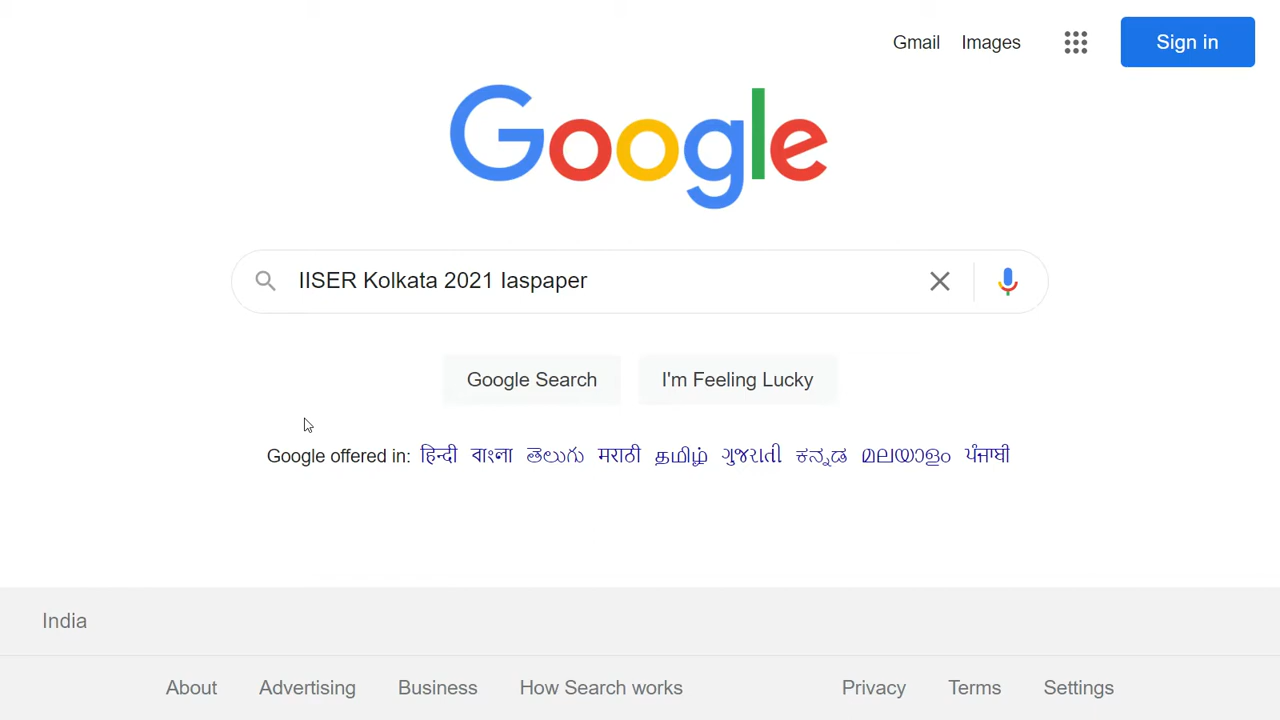 Gmail Images Sign in
Google
IISER Kolkata 2021 Iaspaper
Google Search I'm Feeling Lucky
Google offered in: हिन्दी বাংলা తెలుగు मराठी தமிழ் ગુજરાતી ಕನ್ನಡ മലയാളം ਪੰਜਾਬੀ
India
About Advertising Business How Search works Privacy Terms Settings